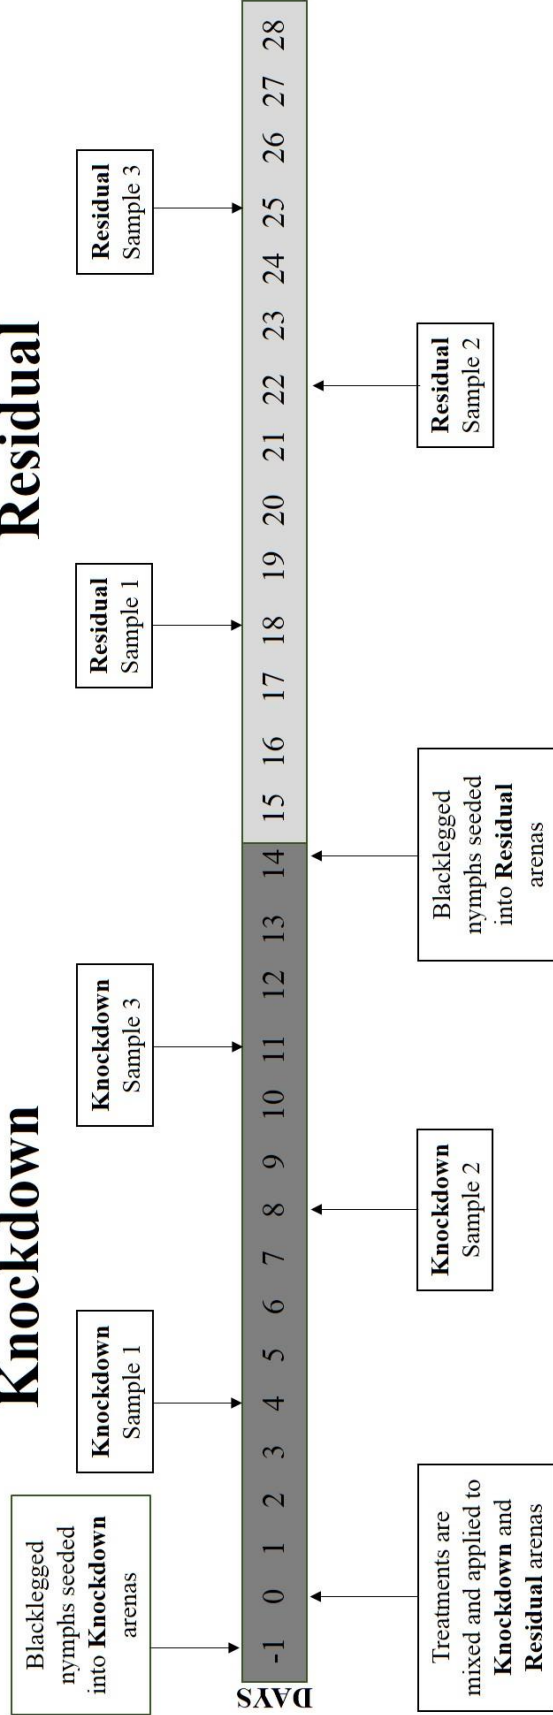 Knockdown
Residual
Blacklegged
nymphs seeded
into Knockdown
arenas
Knockdown
Sample 1
Knockdown
Sample 3
Residual
Sample 1
Residual
Sample 3
DAYS
-1 0 1 2 3 4 5 6 7 8 9 10 11 12 13 14 15 16 17 18 19 20 21 22 23 24 25 26 27 28
Treatments are
mixed and applied to
Knockdown and
Residual arenas
Knockdown
Sample 2
Blacklegged
nymphs seeded
into Residual
arenas
Residual
Sample 2